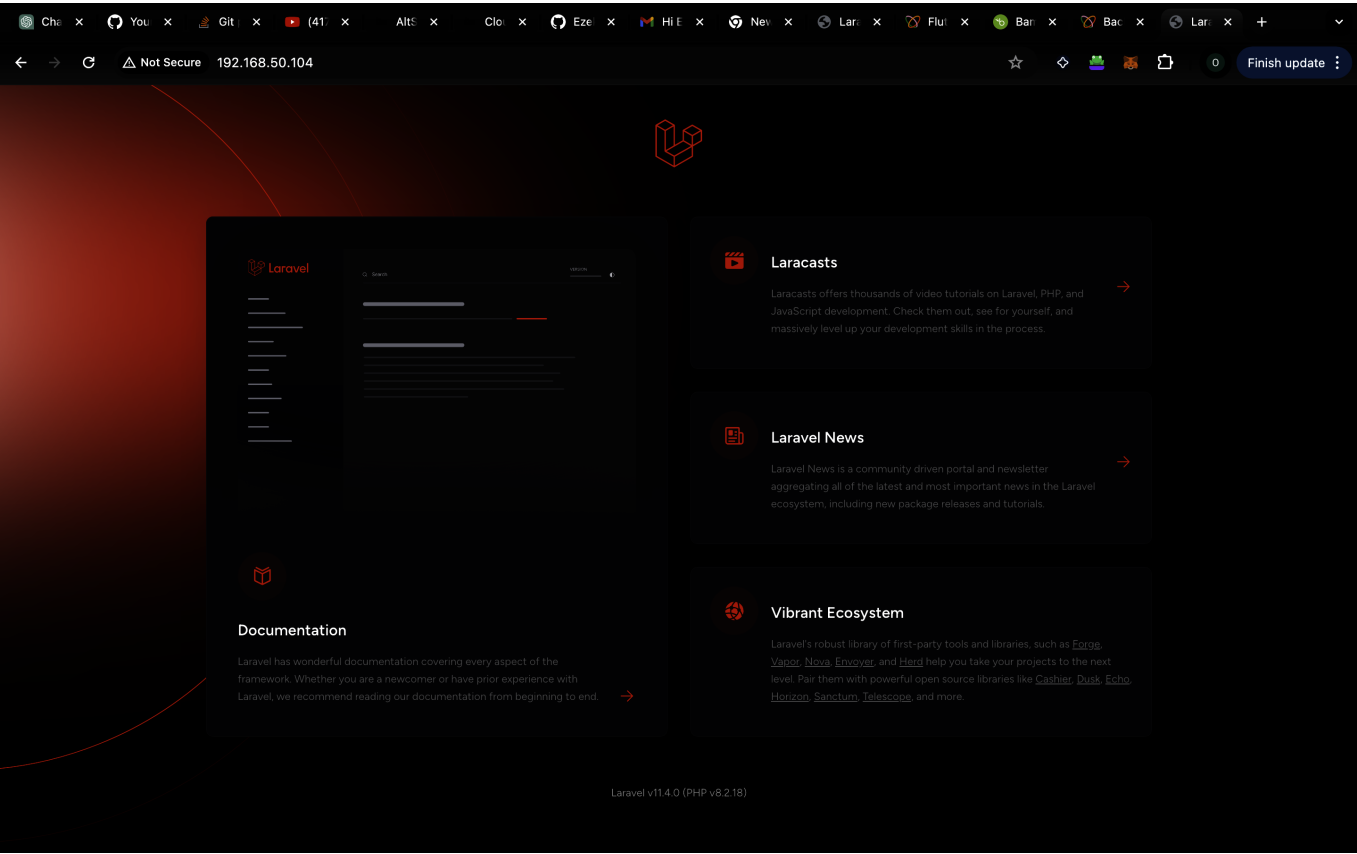 Cha
You
Git
(417
AltS
Clou
Eze
Hi E
New
Lara
Flut
Ban
Bac
Lara
Not Secure
192.168.50.104
Finish update
Laravel
Search
VERSION
Documentation
Laravel has wonderful documentation covering every aspect of the
framework. Whether you are a newcomer or have prior experience with
Laravel, we recommend reading our documentation from beginning to end.
Laracasts
Laracasts offers thousands of video tutorials on Laravel, PHP, and
JavaScript development. Check them out, see for yourself, and
massively level up your development skills in the process.
Laravel News
Laravel News is a community driven portal and newsletter
aggregating all of the latest and most important news in the Laravel
ecosystem, including new package releases and tutorials.
Vibrant Ecosystem
Laravel's robust library of first-party tools and libraries, such as Forge,
Vapor, Nova, Envoyer, and Herd help you take your projects to the next
level. Pair them with powerful open source libraries like Cashier, Dusk, Echo,
Horizon, Sanctum, Telescope, and more.
Laravel v11.4.0 (PHP v8.2.18)